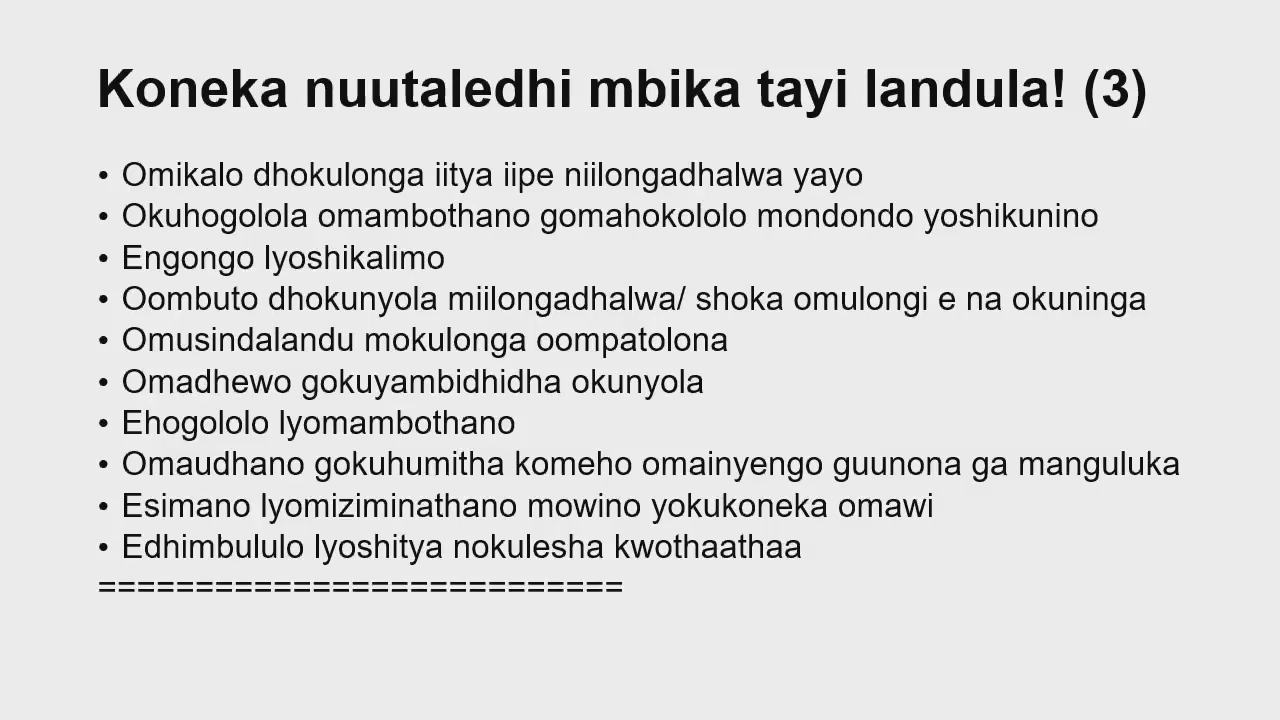 Koneka nuutaledhi mbika tayi landula! (3)
• Omikalo dhokulonga iitya iipe niilongadhalwa yayo
• Okuhogolola omambothano gomahokololo mondondo yoshikunino
• Engongo lyoshikalimo
• Oombuto dhokunyola miilongadhalwa/ shoka omulongi e na okuninga
• Omusindalandu mokulonga oompatolona
• Omadhewo gokuyambidhidha okunyola
• Ehogololo lyomambothano
• Omaudhano gokuhumitha komeho omainyengo guunona ga manguluka
• Esimano lyomiziminathano mowino yokukoneka omawi
• Edhimbululo lyoshitya nokulesha kwothaathaa
===========================